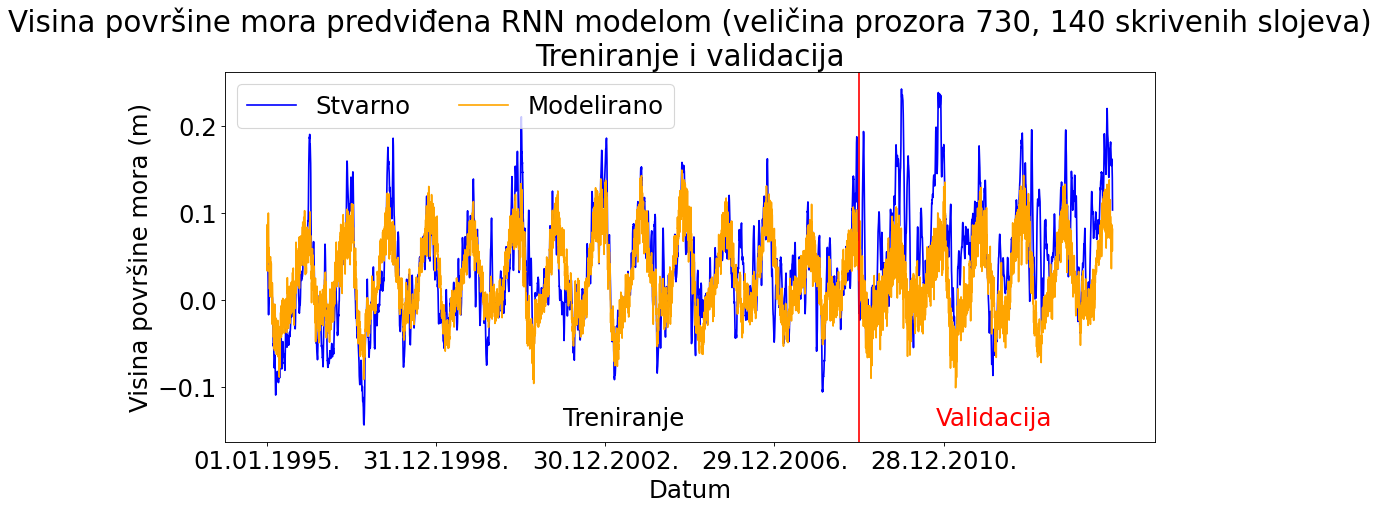 Visina površine mora predviđena RNN modelom (veličina prozora 730, 140 skrivenih slojeva)
Treniranje i validacija
Stvarno
Modelirano
Visina površine mora (m)
0.2
0.1
0.0
−0.1
Treniranje
Validacija
01.01.1995.
31.12.1998.
30.12.2002.
29.12.2006.
28.12.2010.
Datum